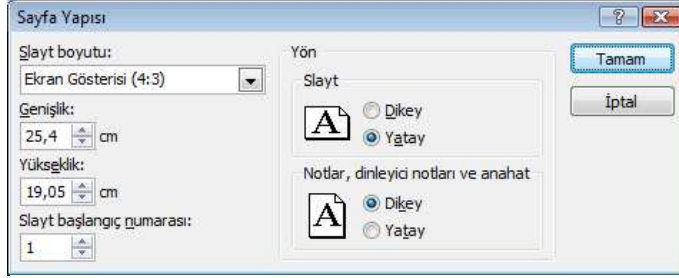 Sayfa Yapısı
Slayt boyutu:
Ekran Gösterisi (4:3)
Genişlik:
25,4 cm
Yükseklik:
19,05 cm
Slayt başlangıç numarası:
1
Yön
Slayt
A
Dikey
Yatay
Notlar, dinleyici notları ve anahat
A
Dikey
Yatay
?
Tamam
İptal